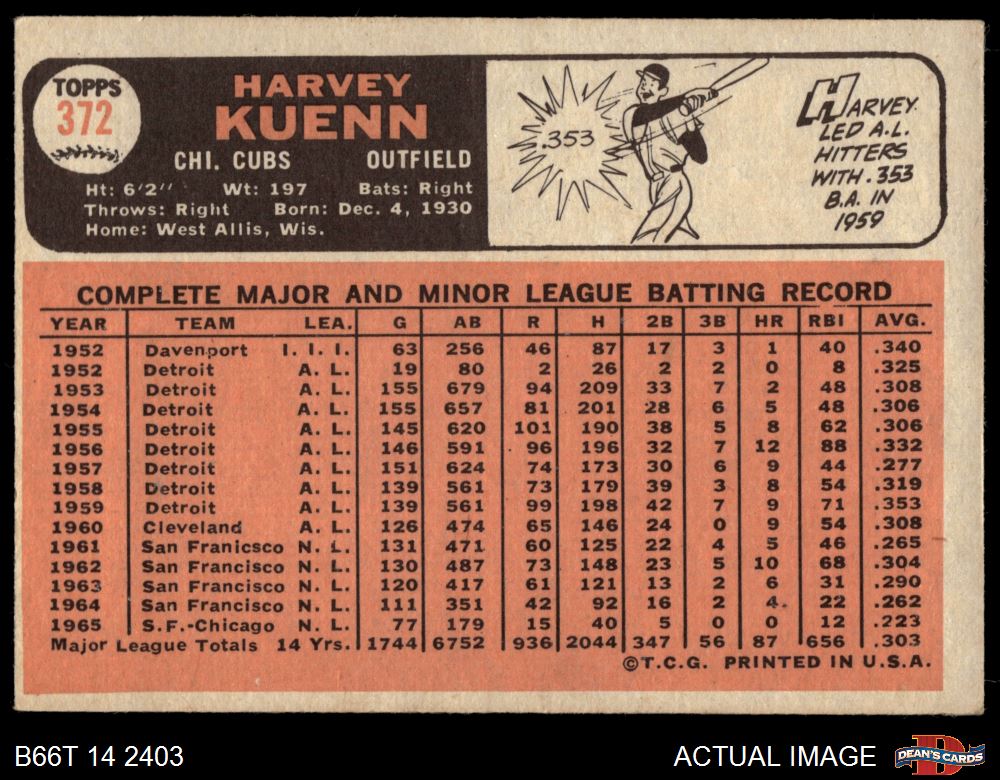 TOPPS
372
HARVEY
KUENN
CHI. CUBS OUTFIELD
Ht: 6'2" Wt: 197 Bats: Right
Throws: Right Born: Dec. 4, 1930
Home: West Allis, Wis.
.353
HARVEY
LED A.L.
HITTERS
WITH .353
B.A. IN
1959
COMPLETE MAJOR AND MINOR LEAGUE BATTING RECORD
YEAR TEAM LEA. G AB R H 2B 3B HR RBI AVG.
1952 Davenport I. I. I. 63 256 46 87 17 3 1 40 .340
1952 Detroit A. L. 19 80 2 26 2 2 0 8 .325
1953 Detroit A. L. 155 679 94 209 33 7 2 48 .308
1954 Detroit A. L. 155 657 81 201 28 6 5 48 .306
1955 Detroit A. L. 145 620 101 190 38 5 8 62 .306
1956 Detroit A. L. 146 591 96 196 32 7 12 88 .332
1957 Detroit A. L. 151 624 74 173 30 6 9 44 .277
1958 Detroit A. L. 139 561 73 179 39 3 8 54 .319
1959 Detroit A. L. 139 561 99 198 42 7 9 71 .353
1960 Cleveland A. L. 126 474 65 146 24 0 9 54 .308
1961 San Franicsco N. L. 131 471 60 125 22 4 5 46 .265
1962 San Francisco N. L. 130 487 73 148 23 5 10 68 .304
1963 San Francisco N. L. 120 417 61 121 13 2 6 31 .290
1964 San Francisco N. L. 111 351 42 92 16 2 4 22 .262
1965 S.F.-Chicago N. L. 77 179 15 40 5 0 0 12 .223
Major League Totals 14 Yrs. 1744 6752 936 2044 347 56 87 656 .303
©T.C.G. PRINTED IN U.S.A.
B66T 14 2403 ACTUAL IMAGE DEAN'S CARDS